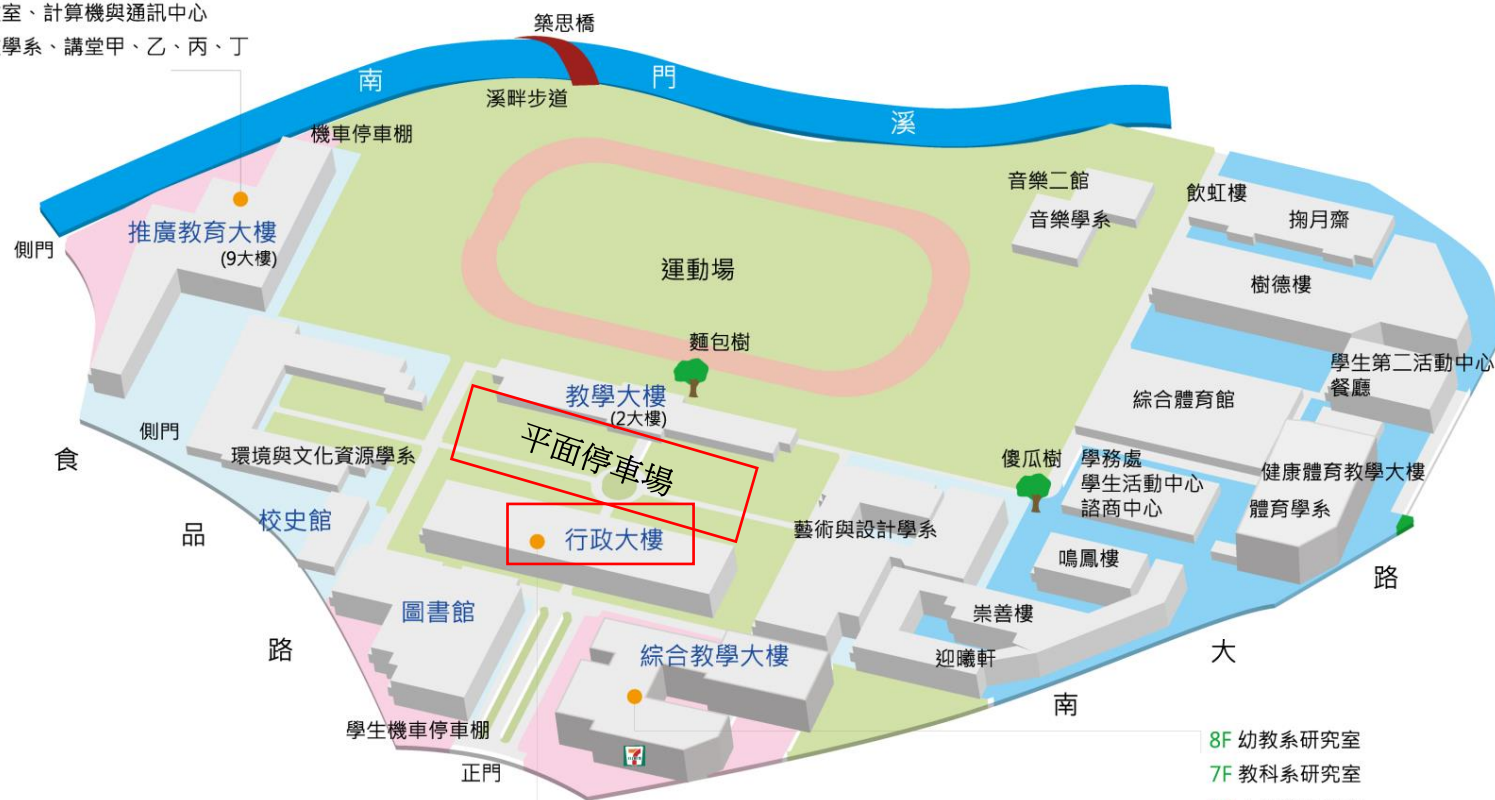 室、計算機與通訊中心
學系、講堂甲、乙、丙、丁
築思橋
南
門
溪
溪畔步道
機車停車棚
側門
推廣教育大樓
(9大樓)
運動場
音樂二館
音樂學系
飲虹樓
掬月齋
樹德樓
麵包樹
教學大樓
(2大樓)
平面停車場
學生第二活動中心
餐廳
綜合體育館
側門
環境與文化資源學系
食
品
路
校史館
行政大樓
傻瓜樹
學務處
學生活動中心
諮商中心
健康體育教學大樓
體育學系
藝術與設計學系
鳴鳳樓
圖書館
崇善樓
迎曦軒
綜合教學大樓
路
大
南
學生機車停車棚
正門
7
8F 幼教系研究室
7F 教科系研究室